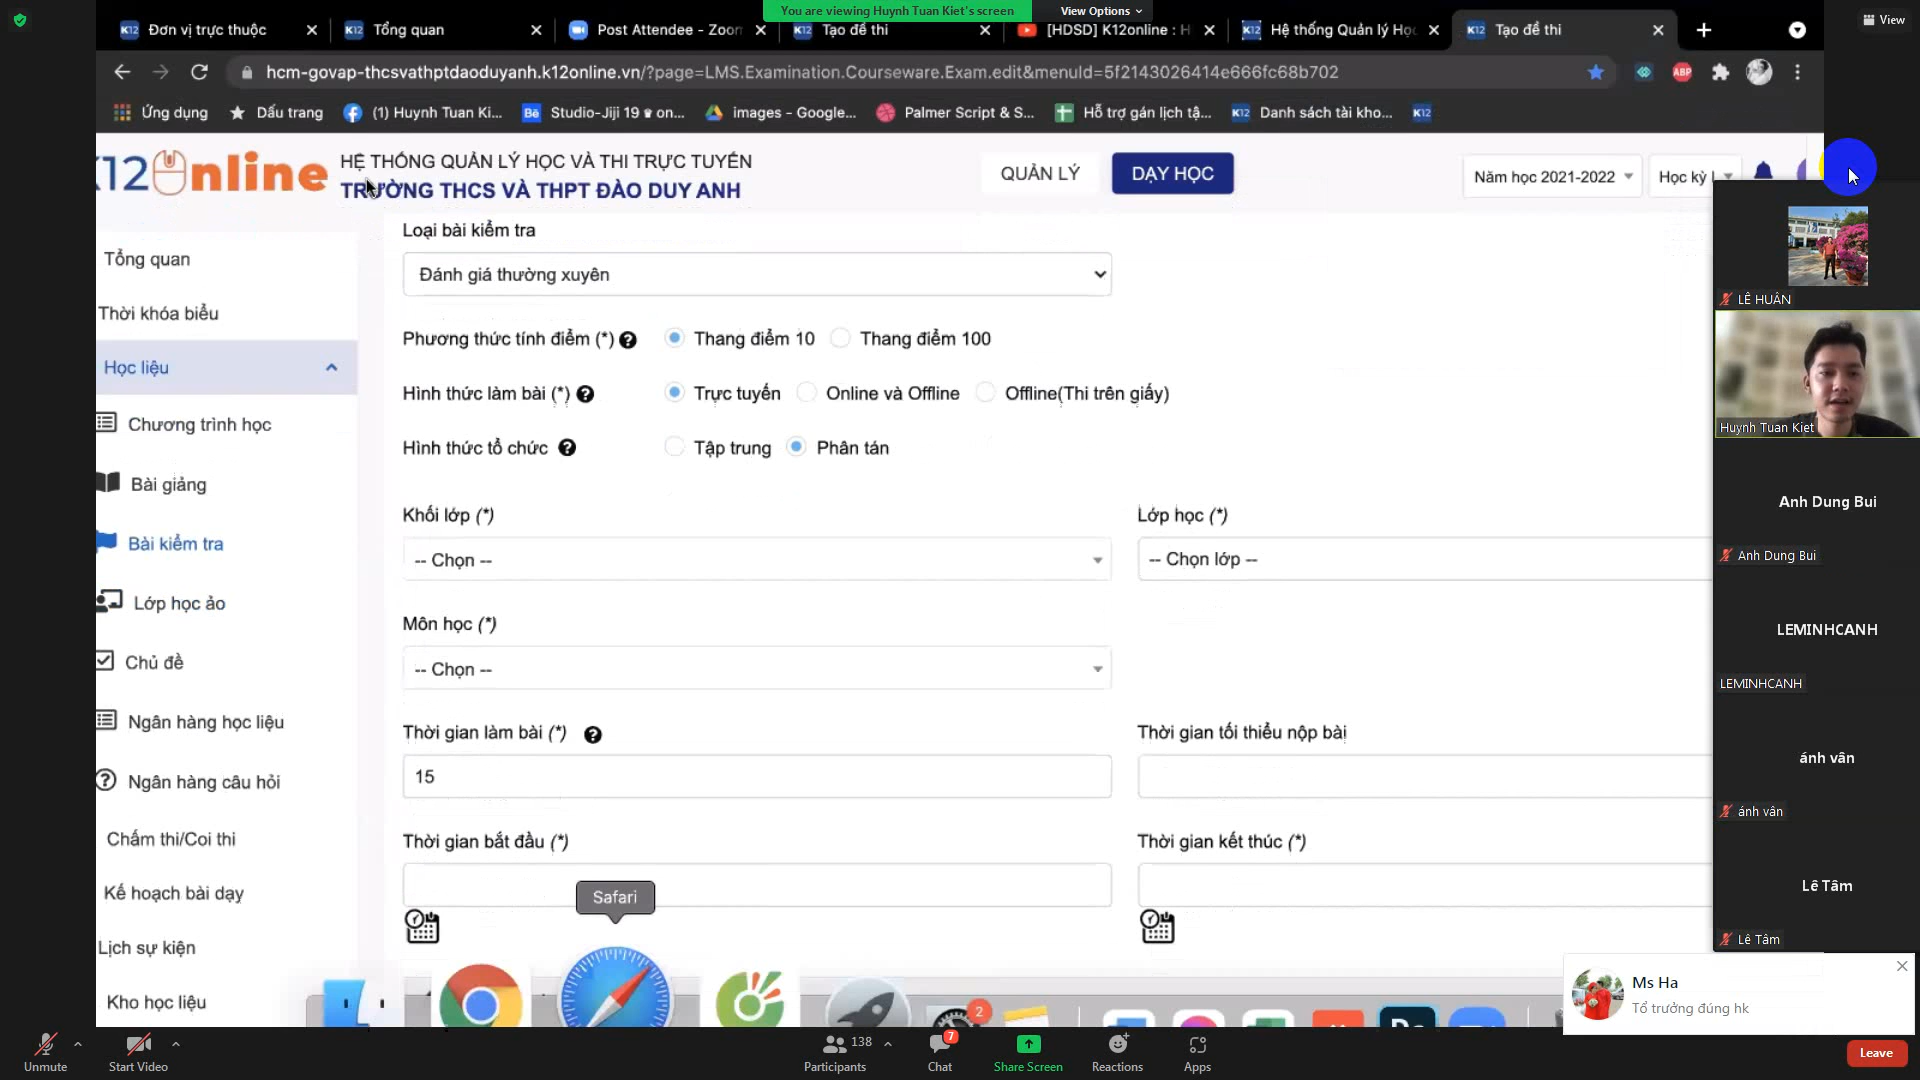 You are viewing Huynh Tuan Kiet's screen
View Options
View
Đơn vị trực thuộc
Tổng quan
Post Attendee - Zoom
Tạo đề thi
[HDSD] K12online : H
Hệ thống Quản lý Họ
Tạo đề thi
hcm-govap-thcsvathptdaoduyanh.k12online.vn/?page=LMS.Examination.Courseware.Exam.edit&menuId=5f2143026414e666fc68b702
ABP
Ứng dụng
Dấu trang
(1) Huynh Tuan Ki...
Studio-Jiji 19 ♛ on...
images - Google...
Palmer Script & S...
Hỗ trợ gán lịch tậ...
Danh sách tài kho...
K12
K12Online
HỆ THỐNG QUẢN LÝ HỌC VÀ THI TRỰC TUYẾN
TRƯỜNG THCS VÀ THPT ĐÀO DUY ANH
QUẢN LÝ
DẠY HỌC
Năm học 2021-2022
Học kỳ I
Tổng quan
Thời khóa biểu
Học liệu
Chương trình học
Bài giảng
Bài kiểm tra
Lớp học ảo
Chủ đề
Ngân hàng học liệu
Ngân hàng câu hỏi
Chấm thi/Coi thi
Kế hoạch bài dạy
Lịch sự kiện
Kho học liệu
Loại bài kiểm tra
Đánh giá thường xuyên
Phương thức tính điểm (*)
Thang điểm 10
Thang điểm 100
Hình thức làm bài (*)
Trực tuyến
Online và Offline
Offline(Thi trên giấy)
Hình thức tổ chức
Tập trung
Phân tán
Khối lớp (*)
Lớp học (*)
-- Chọn --
-- Chọn lớp --
Môn học (*)
-- Chọn --
Thời gian làm bài (*)
Thời gian tối thiểu nộp bài
15
Thời gian bắt đầu (*)
Thời gian kết thúc (*)
Safari
2
LÊ HUÂN
Huynh Tuan Kiet
Anh Dung Bui
Anh Dung Bui
LEMINHCANH
LEMINHCANH
ánh vân
ánh vân
Lê Tâm
Lê Tâm
Ms Ha
Tổ trưởng đúng hk
Unmute
Start Video
138
Participants
7
Chat
Share Screen
Reactions
Apps
Leave